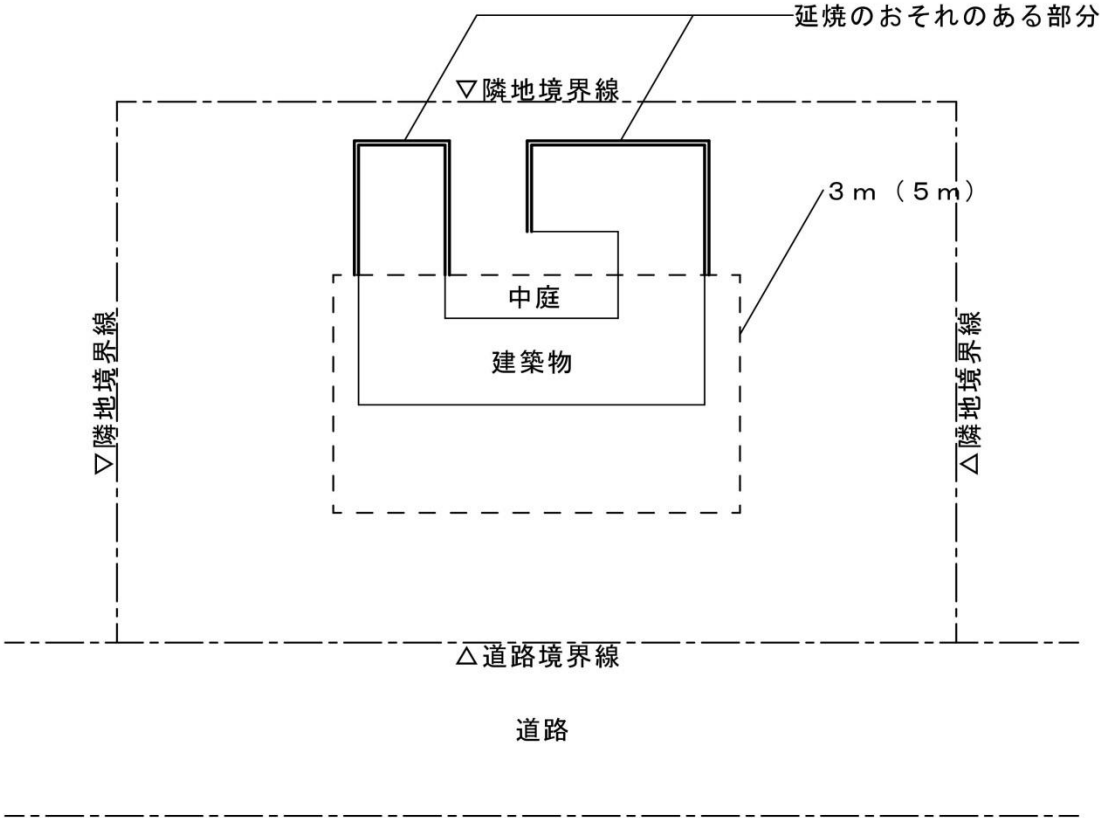 延焼のおそれのある部分
▽隣地境界線
3m(5m)
中庭
建築物
▽隣地境界線
△隣地境界線
△道路境界線
道路